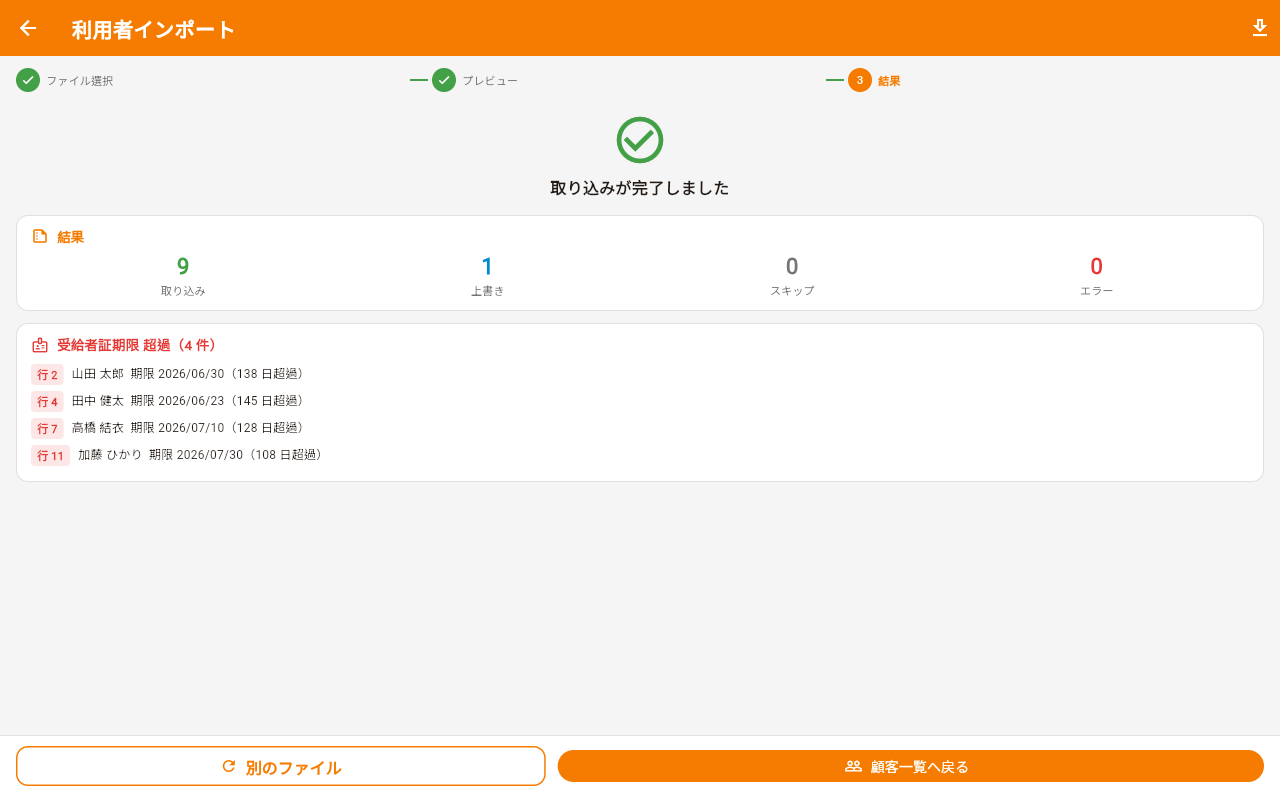 利用者インポート
ファイル選択
プレビュー
3 結果
取り込みが完了しました
結果
9 1 0 0
取り込み 上書き スキップ エラー
受給者証期限 超過（4 件）
行 2 山田 太郎 期限 2026/06/30（138 日超過）
行 4 田中 健太 期限 2026/06/23（145 日超過）
行 7 高橋 結衣 期限 2026/07/10（128 日超過）
行 11 加藤 ひかり 期限 2026/07/30（108 日超過）
別のファイル
顧客一覧へ戻る